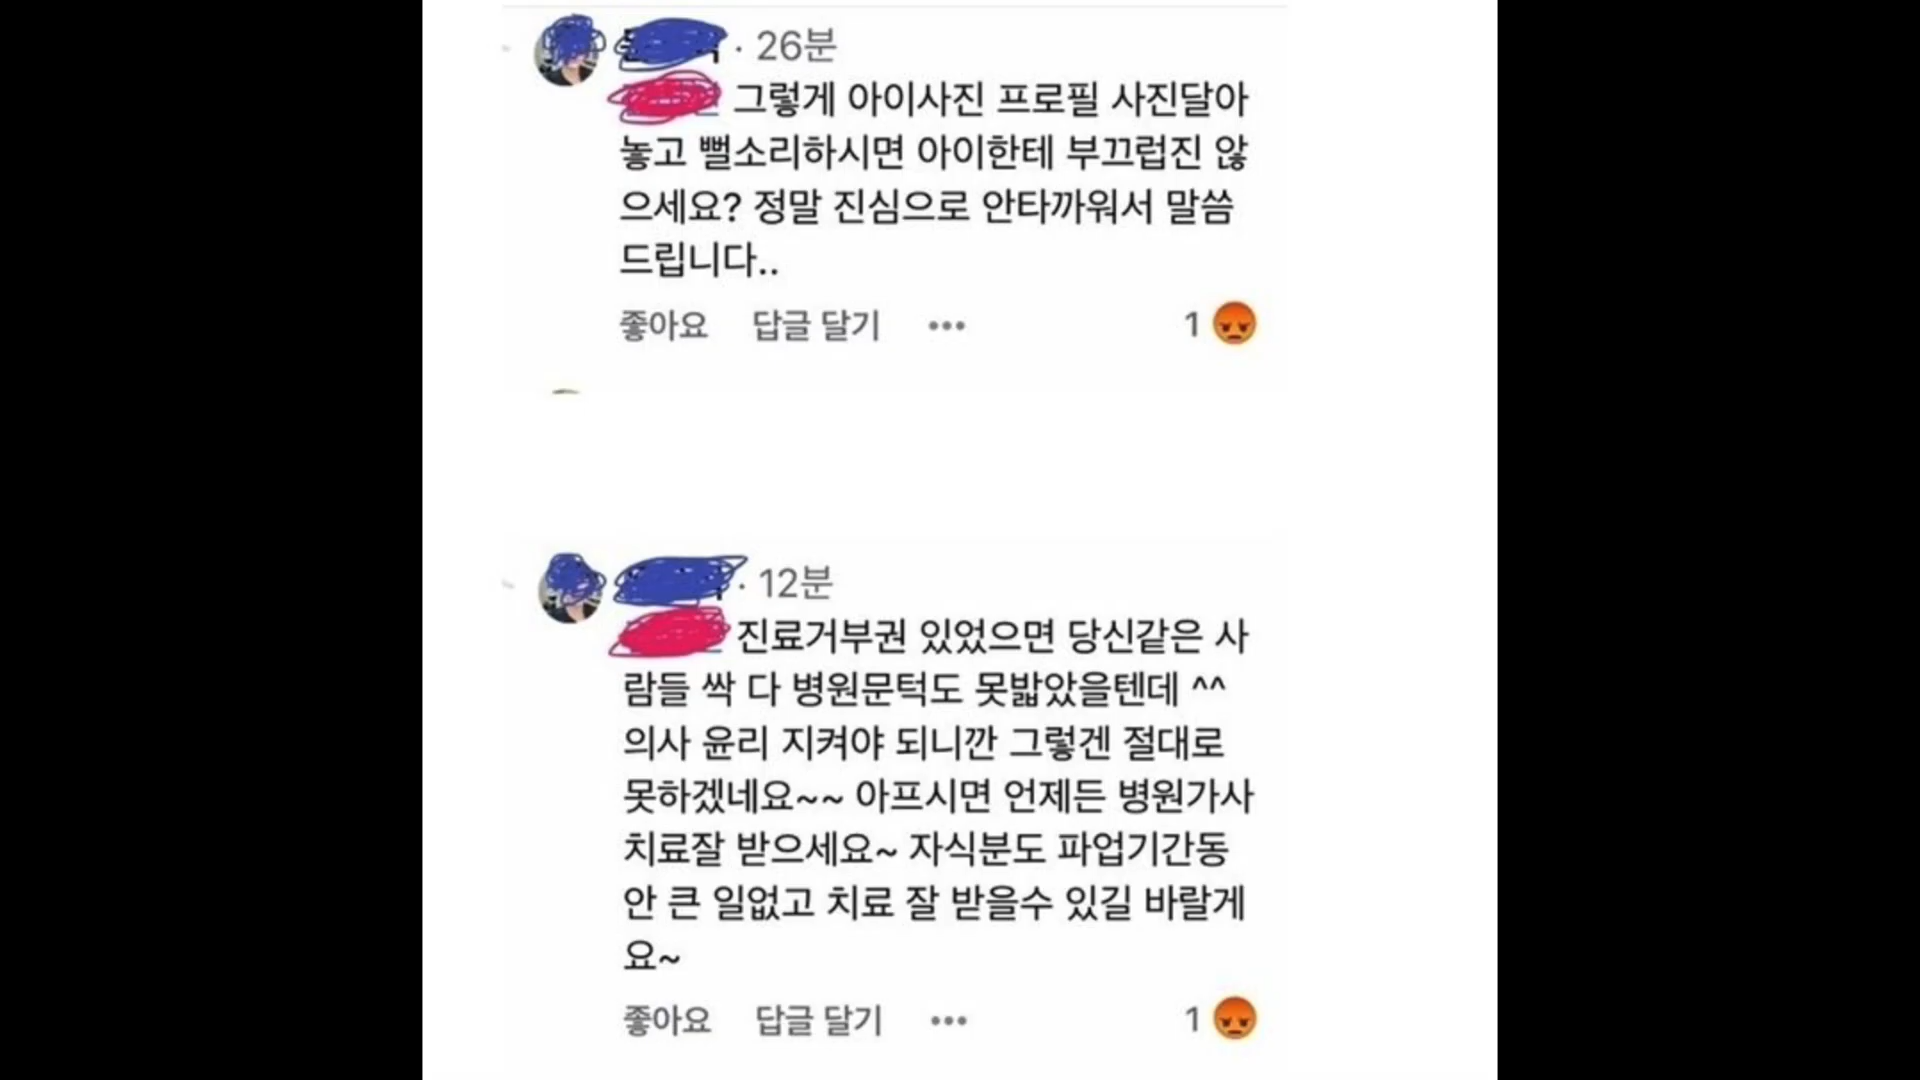 · 26분
그렇게 아이사진 프로필 사진달아
놓고 뻘소리하시면 아이한테 부끄럽진 않
으세요? 정말 진심으로 안타까워서 말씀
드립니다..
좋아요 답글 달기 ••• 1
· 12분
진료거부권 있었으면 당신같은 사
람들 싹 다 병원문턱도 못밟았을텐데 ^^
의사 윤리 지켜야 되니깐 그렇겐 절대로
못하겠네요~~ 아프시면 언제든 병원가사
치료잘 받으세요~ 자식분도 파업기간동
안 큰 일없고 치료 잘 받을수 있길 바랄게
요~
좋아요 답글 달기 ••• 1